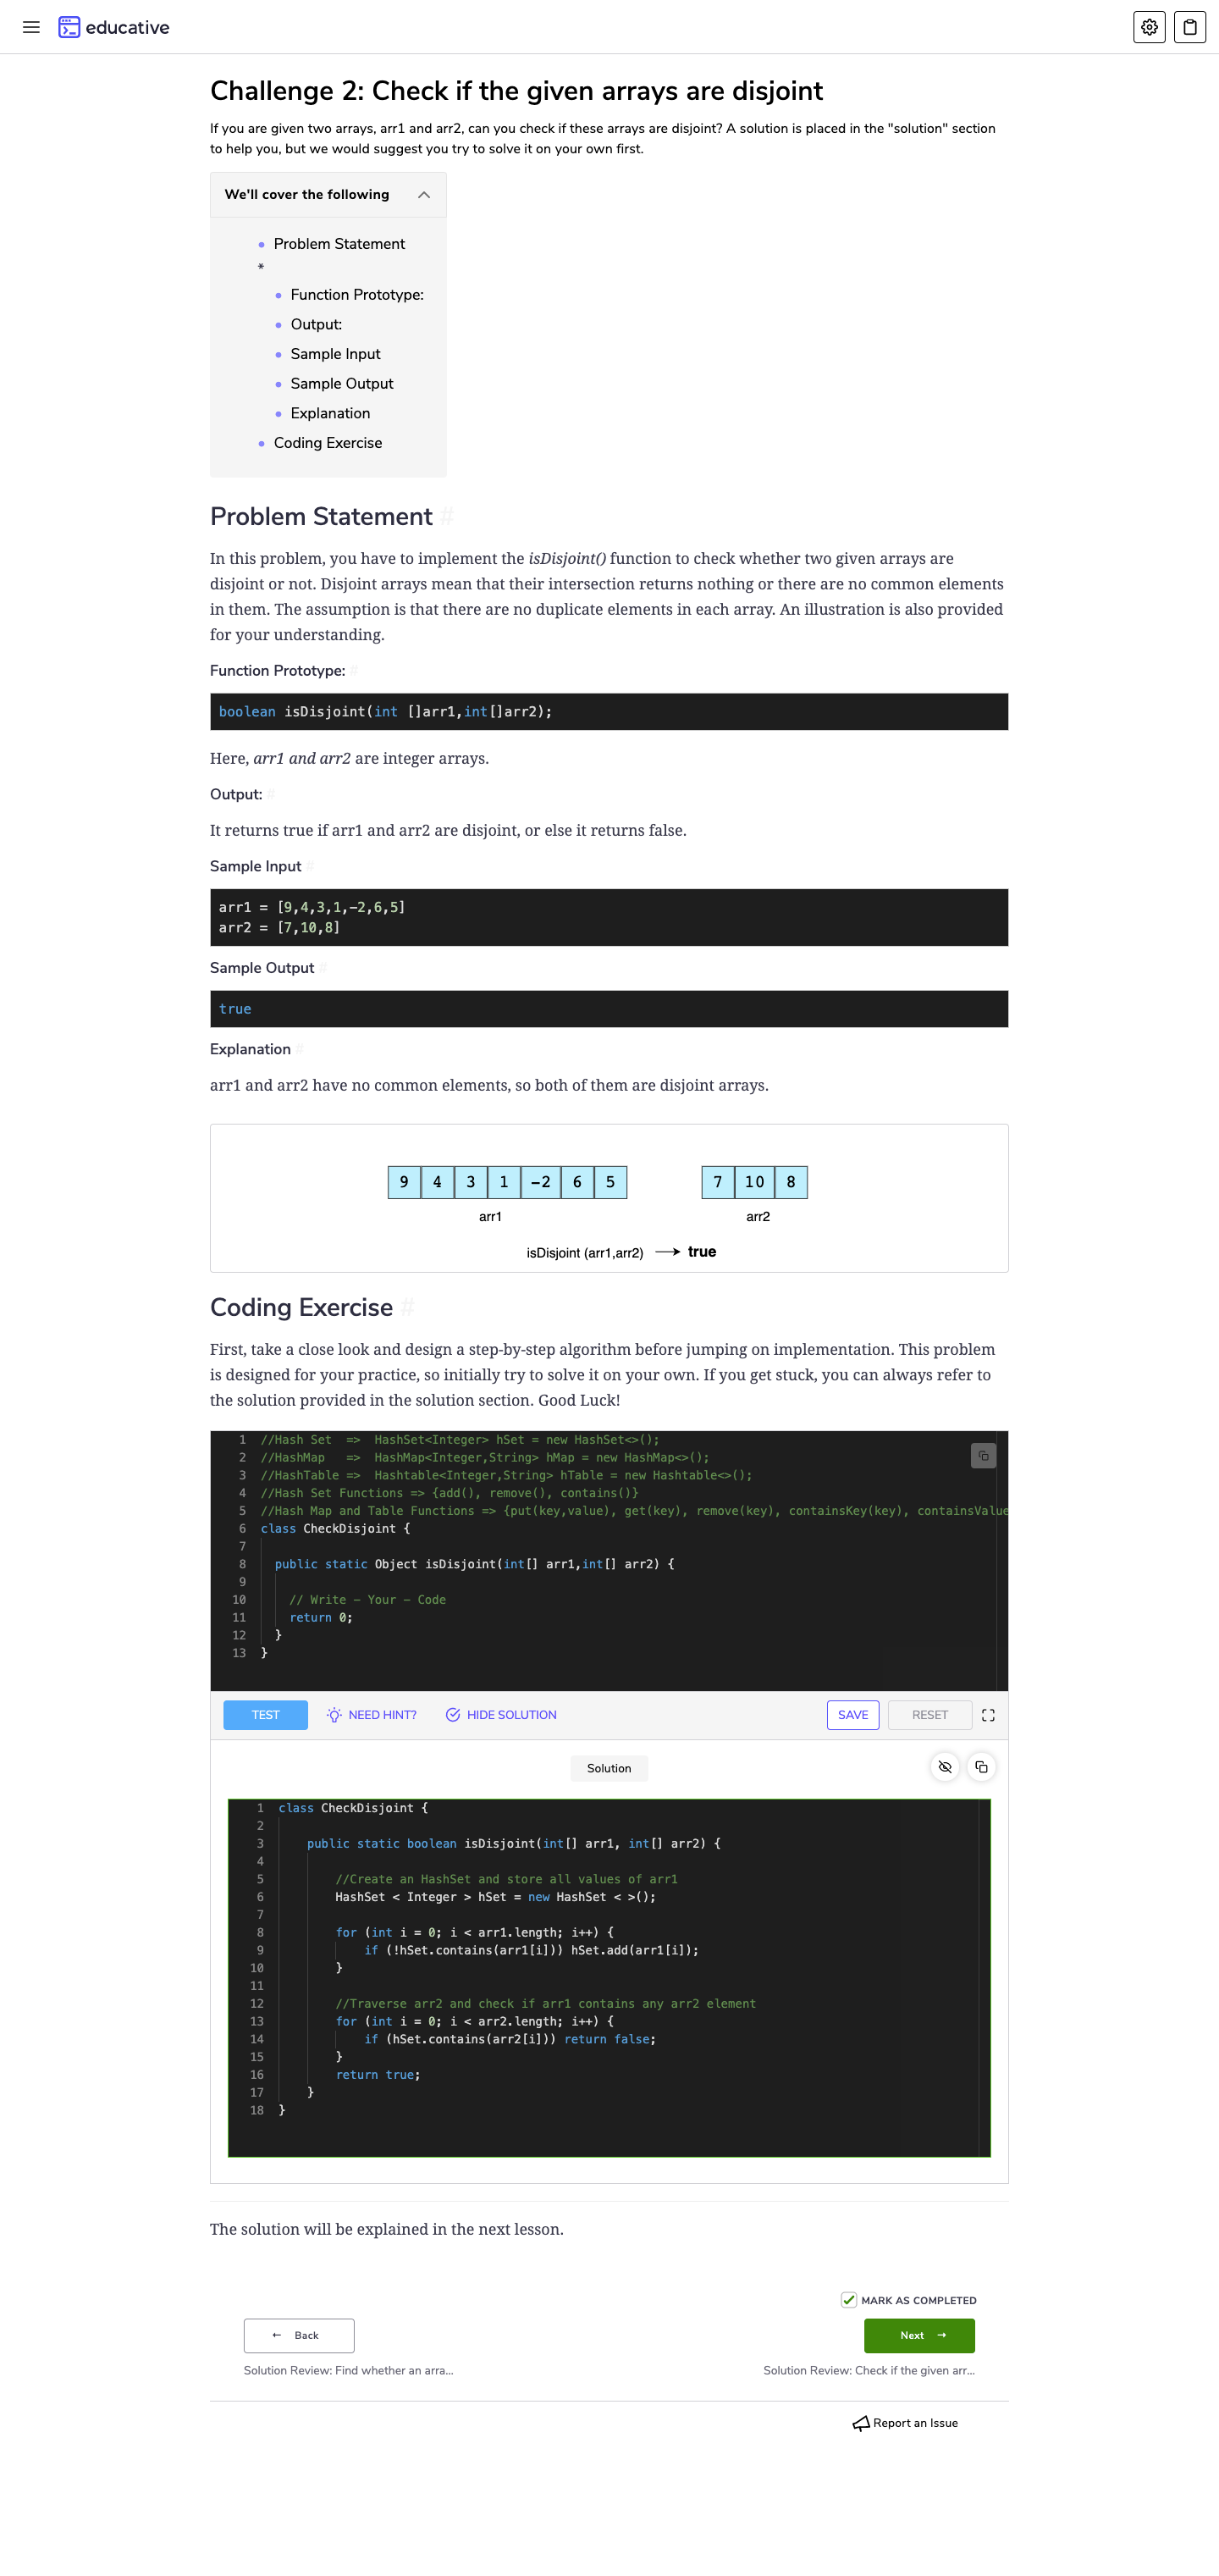 educative
Challenge 2: Check if the given arrays are disjoint
If you are given two arrays, arr1 and arr2, can you check if these arrays are disjoint? A solution is placed in the "solution" section
to help you, but we would suggest you try to solve it on your own first.
We'll cover the following
Problem Statement
*
Function Prototype:
Output:
Sample Input
Sample Output
Explanation
Coding Exercise
Problem Statement #
In this problem, you have to implement the isDisjoint() function to check whether two given arrays are
disjoint or not. Disjoint arrays mean that their intersection returns nothing or there are no common elements
in them. The assumption is that there are no duplicate elements in each array. An illustration is also provided
for your understanding.
Function Prototype: #
boolean isDisjoint(int []arr1,int[]arr2);
Here, arr1 and arr2 are integer arrays.
Output: #
It returns true if arr1 and arr2 are disjoint, or else it returns false.
Sample Input #
arr1 = [9,4,3,1,-2,6,5]
arr2 = [7,10,8]
Sample Output #
true
Explanation #
arr1 and arr2 have no common elements, so both of them are disjoint arrays.
9 4 3 1 -2 6 5 7 10 8
arr1 arr2
isDisjoint (arr1,arr2) → true
Coding Exercise #
First, take a close look and design a step-by-step algorithm before jumping on implementation. This problem
is designed for your practice, so initially try to solve it on your own. If you get stuck, you can always refer to
the solution provided in the solution section. Good Luck!
1 //Hash Set => HashSet<Integer> hSet = new HashSet<>();
2 //HashMap => HashMap<Integer,String> hMap = new HashMap<>();
3 //HashTable => Hashtable<Integer,String> hTable = new Hashtable<>();
4 //Hash Set Functions => {add(), remove(), contains()}
5 //Hash Map and Table Functions => {put(key,value), get(key), remove(key), containsKey(key), containsValue
6 class CheckDisjoint {
7
8 public static Object isDisjoint(int[] arr1,int[] arr2) {
9
10 // Write - Your - Code
11 return 0;
12 }
13 }
TEST NEED HINT? HIDE SOLUTION SAVE RESET
Solution
1 class CheckDisjoint {
2
3 public static boolean isDisjoint(int[] arr1, int[] arr2) {
4
5 //Create an HashSet and store all values of arr1
6 HashSet < Integer > hSet = new HashSet < >();
7
8 for (int i = 0; i < arr1.length; i++) {
9 if (!hSet.contains(arr1[i])) hSet.add(arr1[i]);
10 }
11
12 //Traverse arr2 and check if arr1 contains any arr2 element
13 for (int i = 0; i < arr2.length; i++) {
14 if (hSet.contains(arr2[i])) return false;
15 }
16 return true;
17 }
18 }
The solution will be explained in the next lesson.
MARK AS COMPLETED
← Back Next →
Solution Review: Find whether an arra... Solution Review: Check if the given arr...
Report an Issue